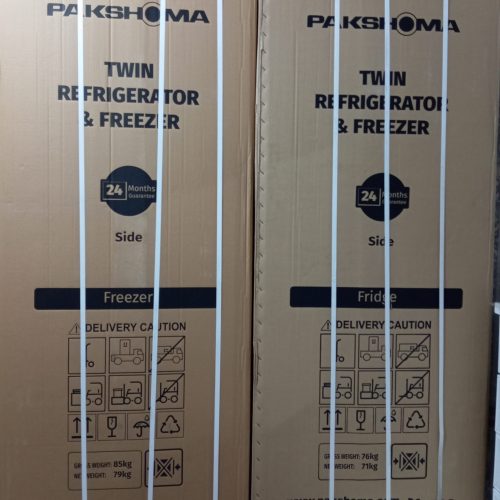 PAKSHOMA
TWIN
REFRIGERATOR
& FREEZER
24 Months
Guarantee
Side
Freezer
DELIVERY CAUTION
GROSS WEIGHT: 85kg
NET WEIGHT: 79kg
PAKSHOMA
TWIN
REFRIGERATOR
& FREEZER
24 Months
Guarantee
Side
Fridge
DELIVERY CAUTION
GROSS WEIGHT: 76kg
NET WEIGHT: 71kg